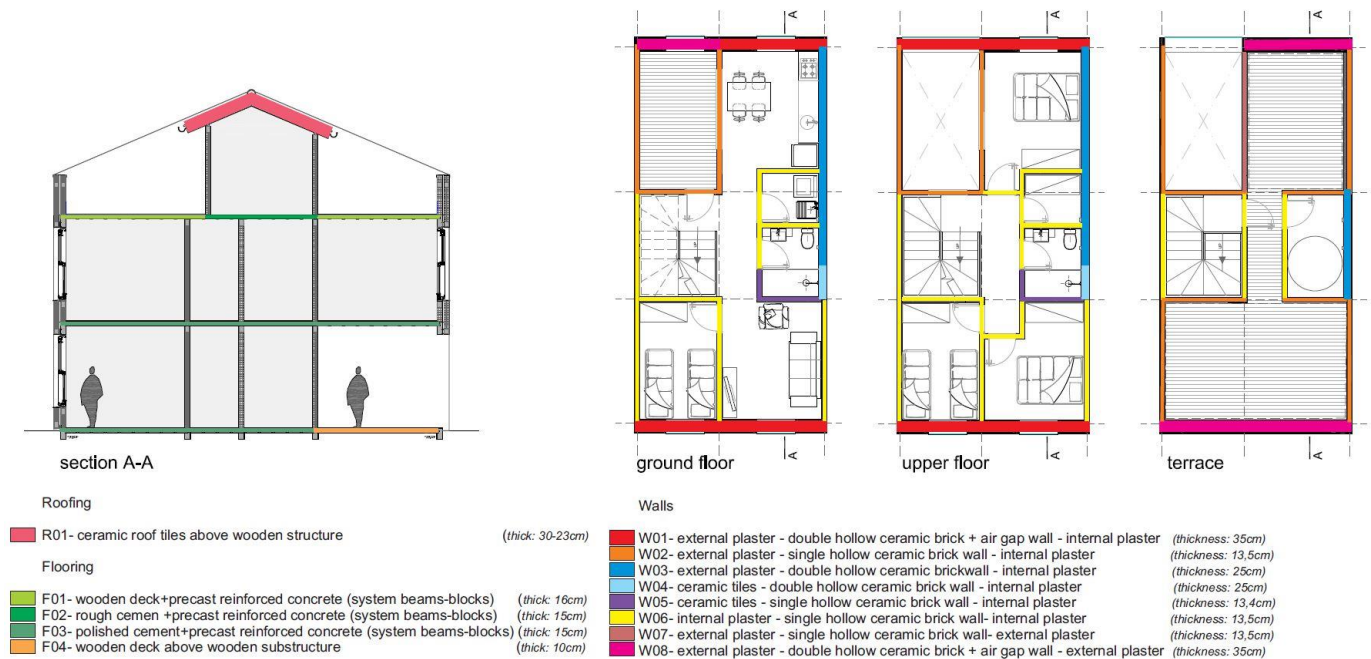 A
A
A
section A-A
ground floor
A
upper floor
A
terrace
A
Roofing
R01- ceramic roof tiles above wooden structure (thick: 30-23cm)
Flooring
F01- wooden deck+precast reinforced concrete (system beams-blocks) (thick: 16cm)
F02- rough cemen +precast reinforced concrete (system beams-blocks) (thick: 15cm)
F03- polished cement+precast reinforced concrete (system beams-blocks) (thick: 15cm)
F04- wooden deck above wooden substructure (thick: 10cm)
Walls
W01- external plaster - double hollow ceramic brick + air gap wall - internal plaster (thickness: 35cm)
W02- external plaster - single hollow ceramic brick wall - internal plaster (thickness: 13,5cm)
W03- external plaster - double hollow ceramic brickwall - internal plaster (thickness: 25cm)
W04- ceramic tiles - double hollow ceramic brick wall - internal plaster (thickness: 25cm)
W05- ceramic tiles - single hollow ceramic brick wall - internal plaster (thickness: 13,4cm)
W06- internal plaster - single hollow ceramic brick wall- internal plaster (thickness: 13,5cm)
W07- external plaster - single hollow ceramic brick wall- external plaster (thickness: 13,5cm)
W08- external plaster - double hollow ceramic brick + air gap wall - external plaster (thickness: 35cm)